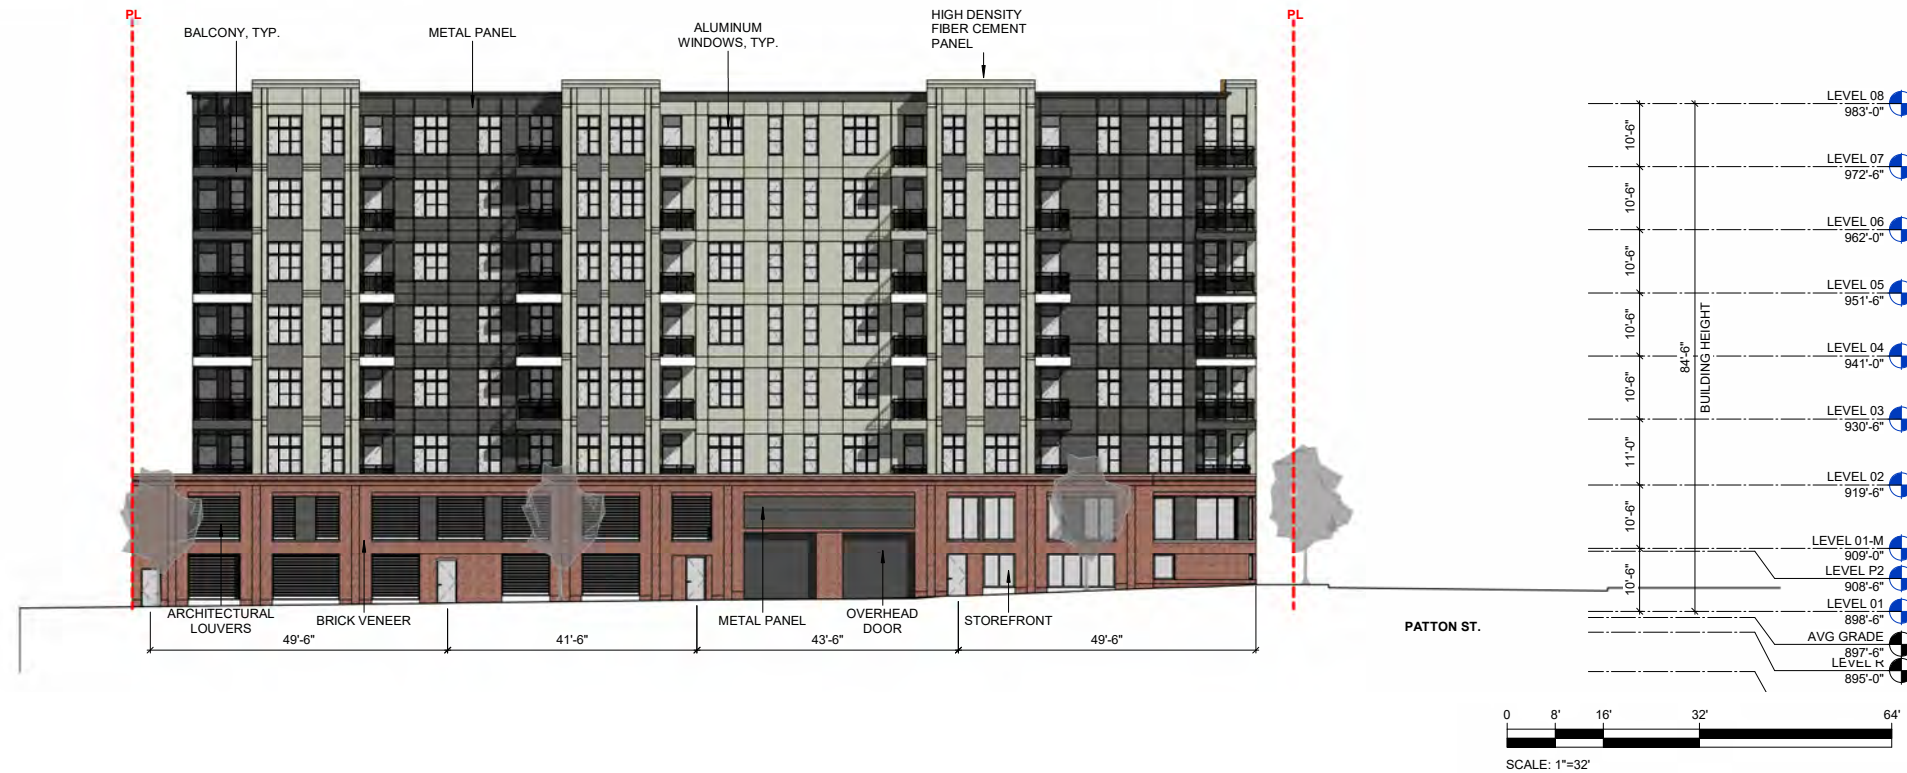 PL
PL
BALCONY, TYP.
METAL PANEL
ALUMINUM
WINDOWS, TYP.
HIGH DENSITY
FIBER CEMENT
PANEL
LEVEL 08
983'-0"
10'-6"
LEVEL 07
972'-6"
10'-6"
LEVEL 06
962'-0"
10'-6"
LEVEL 05
951'-6"
10'-6"
LEVEL 04
941'-0"
10'-6"
LEVEL 03
930'-6"
11'-0"
LEVEL 02
919'-6"
10'-6"
LEVEL 01-M
909'-0"
LEVEL P2
908'-6"
10'-6"
LEVEL 01
898'-6"
AVG GRADE
897'-6"
LEVEL R
895'-0"
84'-6"
BUILDING HEIGHT
ARCHITECTURAL
LOUVERS
BRICK VENEER
METAL PANEL
OVERHEAD
DOOR
STOREFRONT
49'-6"
41'-6"
43'-6"
49'-6"
PATTON ST.
0 8' 16' 32' 64'
SCALE: 1"=32'